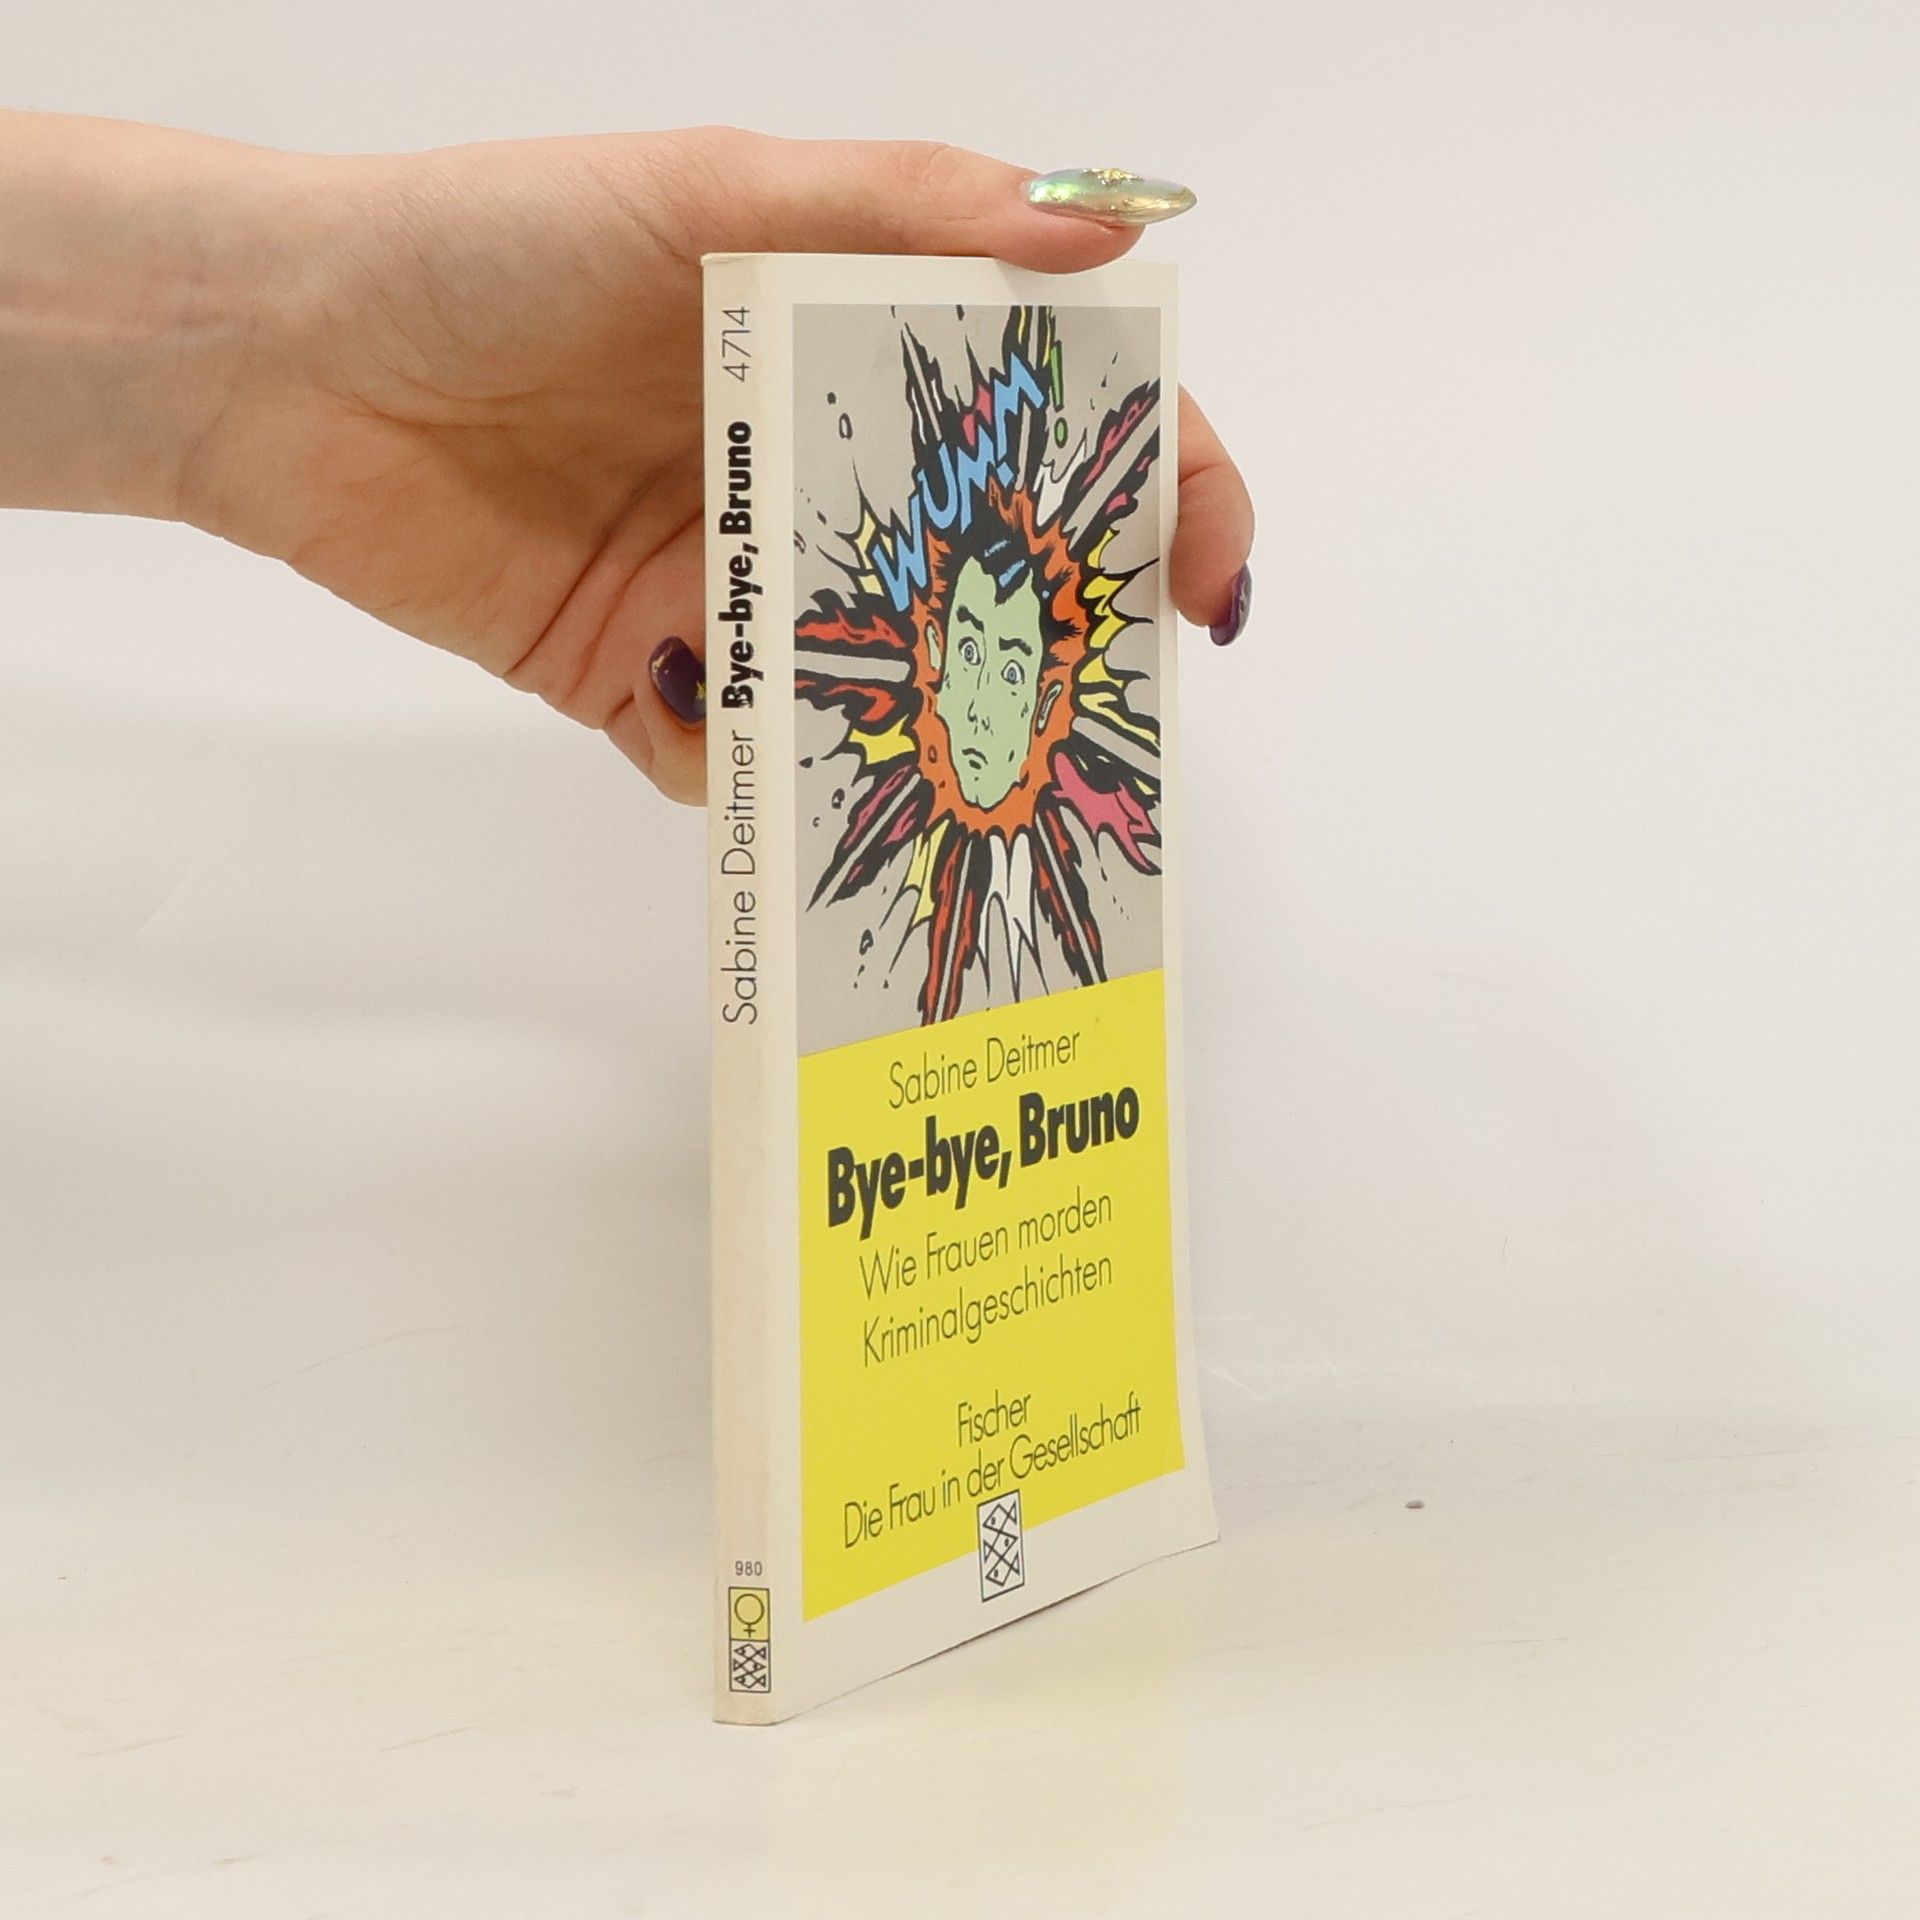 Sabine Deitmer Bye-bye, Bruno 4714
980
WUMM!
Sabine Deitmer
Bye-bye, Bruno
Wie Frauen morden
Kriminalgeschichten
Fischer
Die Frau in der Gesellschaft